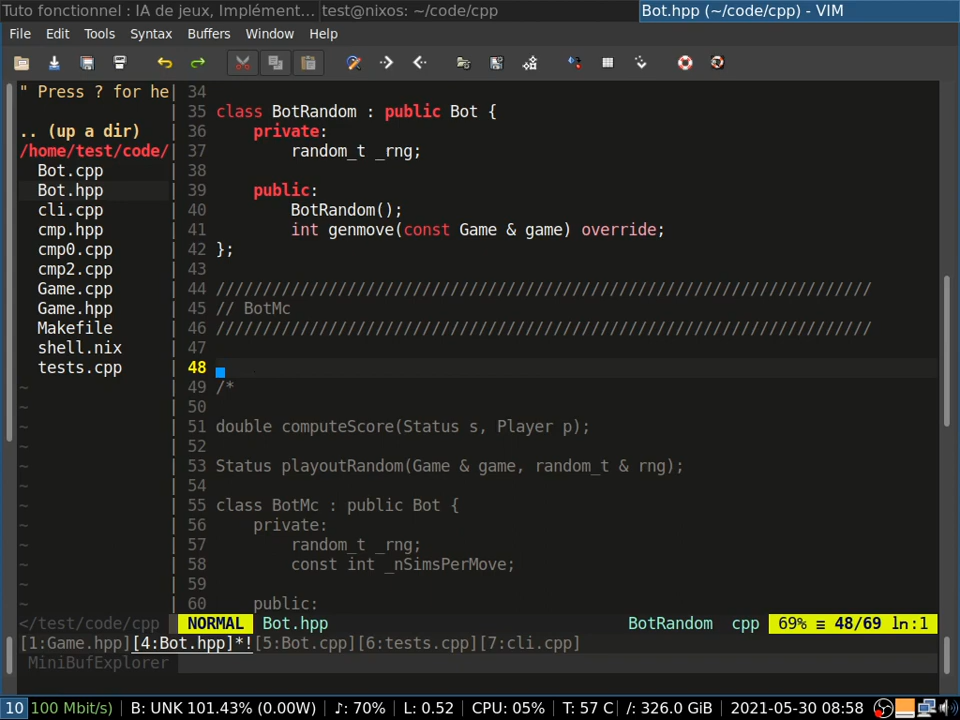 Tuto fonctionnel : IA de jeux, Implément... test@nixos: ~/code/cpp Bot.hpp (~/code/cpp) - VIM
File Edit Tools Syntax Buffers Window Help
" Press ? for he
.. (up a dir)
/home/test/code/
Bot.cpp
Bot.hpp
cli.cpp
cmp.hpp
cmp0.cpp
cmp2.cpp
Game.cpp
Game.hpp
Makefile
shell.nix
tests.cpp
~
~
~
~
~
~
~
~
~
~
~
~
34
35 class BotRandom : public Bot {
36 private:
37 random_t _rng;
38
39 public:
40 BotRandom();
41 int genmove(const Game & game) override;
42 };
43
44 //////////////////////////////////////////////////////////////////////
45 // BotMc
46 //////////////////////////////////////////////////////////////////////
47
48
49 /*
50
51 double computeScore(Status s, Player p);
52
53 Status playoutRandom(Game & game, random_t & rng);
54
55 class BotMc : public Bot {
56 private:
57 random_t _rng;
58 const int _nSimsPerMove;
59
60 public:
</test/code/cpp NORMAL Bot.hpp BotRandom cpp 69% ≡ 48/69 ln:1
[1:Game.hpp][4:Bot.hpp]*![5:Bot.cpp][6:tests.cpp][7:cli.cpp]
MiniBufExplorer
10 100 Mbit/s) B: UNK 101.43% (0.00W) ♪: 70% L: 0.52 CPU: 05% T: 57 C /: 326.0 GiB 2021-05-30 08:58